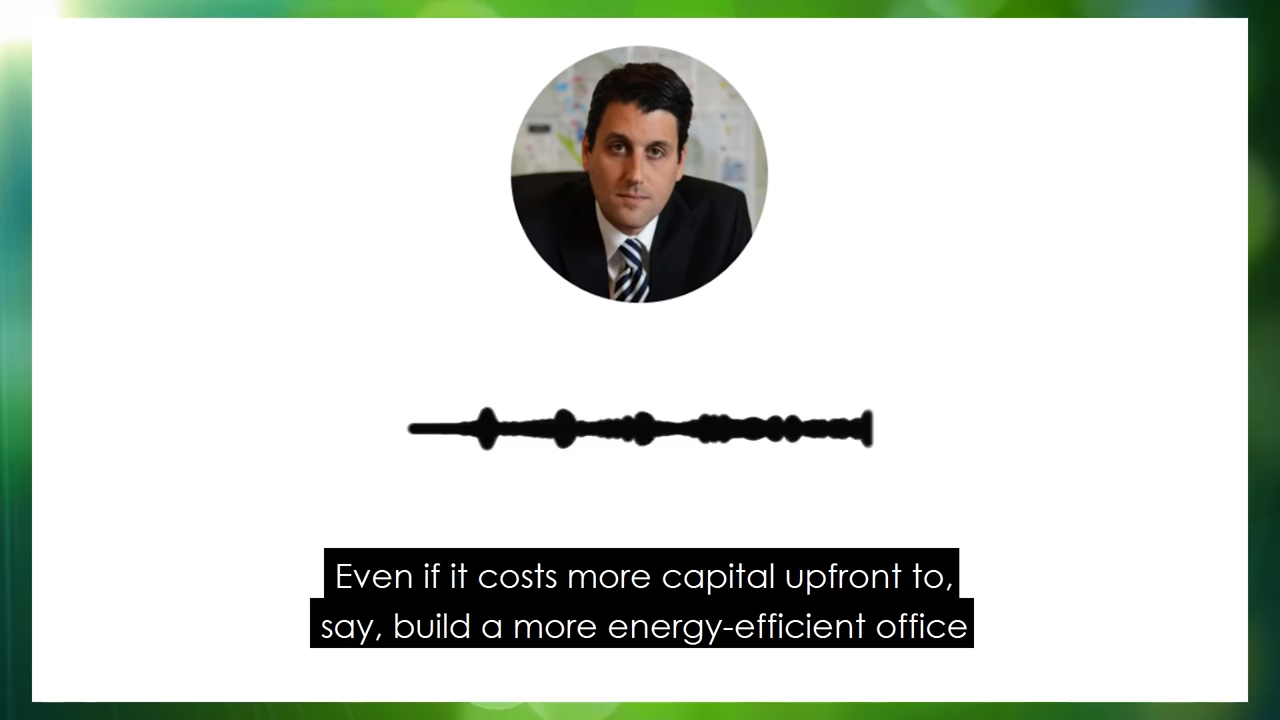 Even if it costs more capital upfront to,
say, build a more energy-efficient office